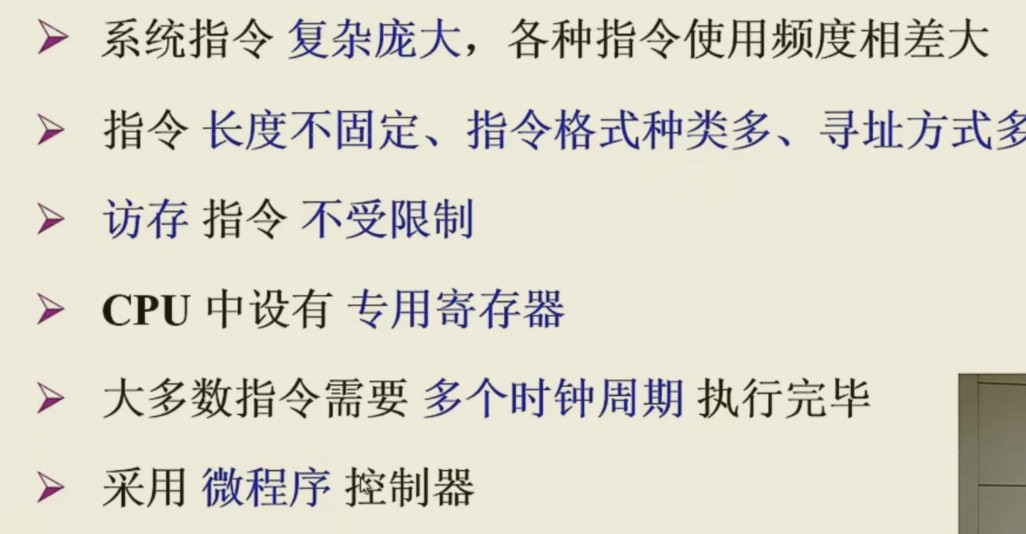 系统指令 复杂庞大，各种指令使用频度相差大
指令 长度不固定、指令格式种类多、寻址方式多
访存 指令 不受限制
CPU 中设有 专用寄存器
大多数指令需要 多个时钟周期 执行完毕
采用 微程序 控制器